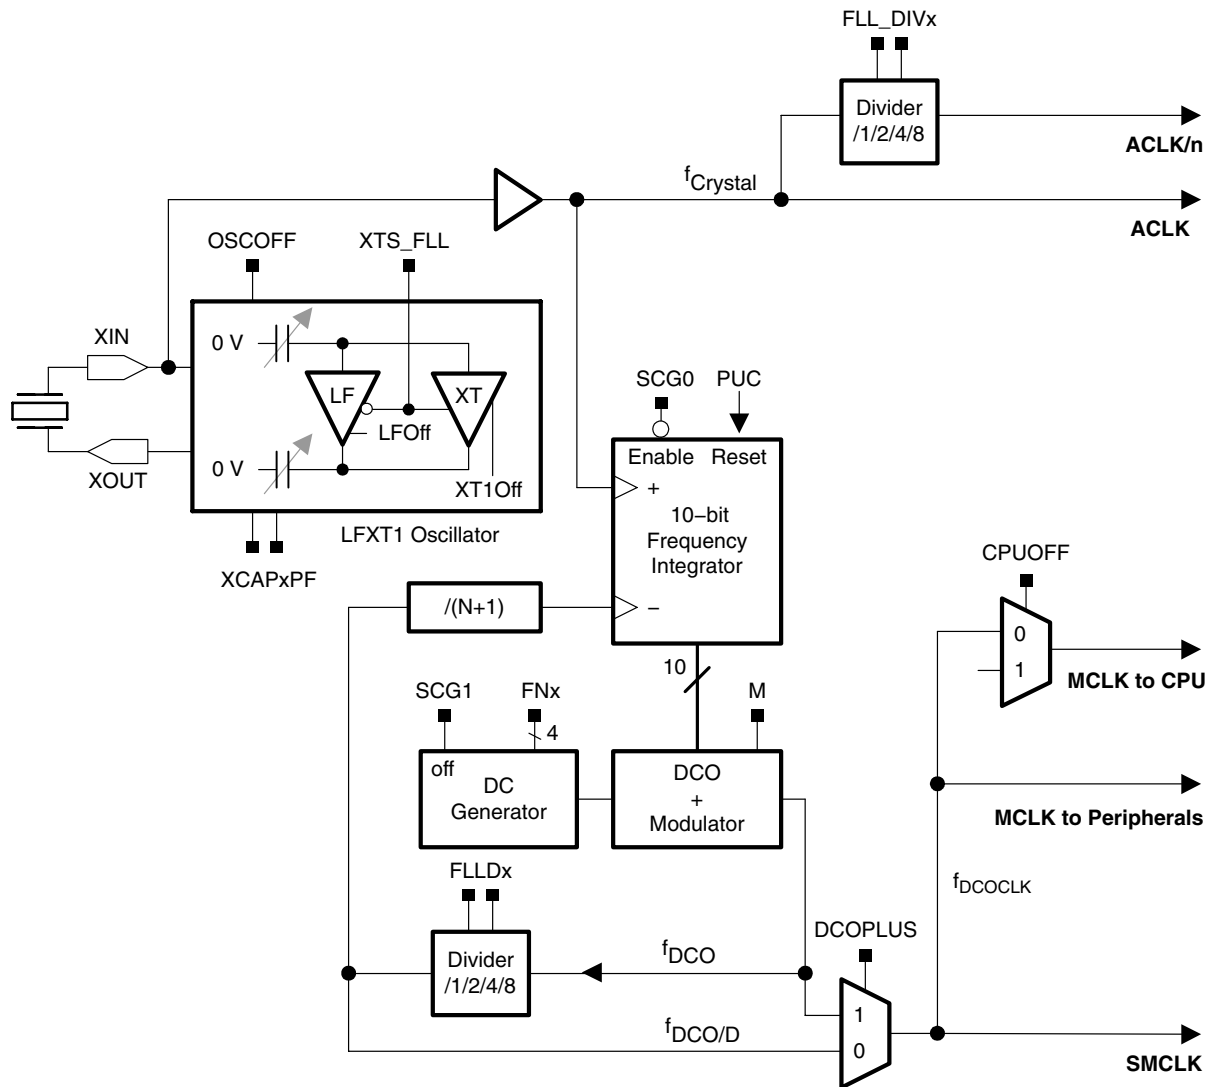 FLL_DIVx
Divider
/1/2/4/8
ACLK/n
fCrystal
ACLK
OSCOFF
XTS_FLL
XIN
0 V
LF
XT
LFOff
0 V
XOUT
XT1Off
LFXT1 Oscillator
XCAPxPF
SCG0
PUC
Enable
Reset
+
10–bit
Frequency
Integrator
–
/(N+1)
CPUOFF
0
1
MCLK to CPU
10
SCG1
FNx
4
M
off
DC
Generator
DCO
+
Modulator
MCLK to Peripherals
FLLDx
fDCOCLK
DCOPLUS
Divider
/1/2/4/8
fDCO
1
fDCO/D
0
SMCLK